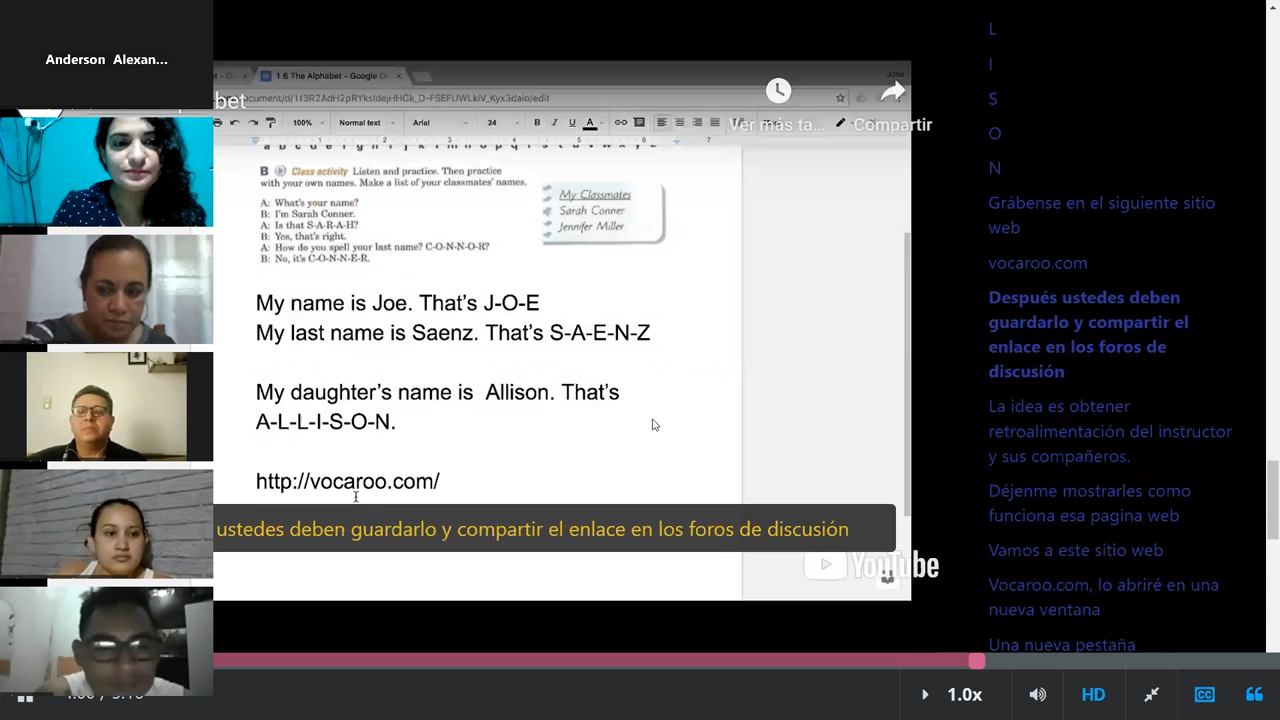 Anderson Alexan...
1.6 The Alphabet - Google D
Jose
bet
Ver más ta...
Compartir
100%
Normal text
Arial
24
B I U A
a b c d e f g h i j k l m n o p q r s t u v w x y z
B Class activity Listen and practice. Then practice
with your own names. Make a list of your classmates' names.
A: What's your name?
B: I'm Sarah Conner.
A: Is that S-A-R-A-H?
B: Yes, that's right.
A: How do you spell your last name? C-O-N-N-O-R?
B: No, it's C-O-N-N-E-R.
My Classmates
Sarah Conner
Jennifer Miller
My name is Joe. That's J-O-E
My last name is Saenz. That's S-A-E-N-Z
My daughter's name is Allison. That's
A-L-L-I-S-O-N.
http://vocaroo.com/
ustedes deben guardarlo y compartir el enlace en los foros de discusión
YouTube
L
I
S
O
N
Grábense en el siguiente sitio
web
vocaroo.com
Después ustedes deben
guardarlo y compartir el
enlace en los foros de
discusión
La idea es obtener
retroalimentación del instructor
y sus compañeros.
Déjenme mostrarles como
funciona esa pagina web
Vamos a este sitio web
Vocaroo.com, lo abriré en una
nueva ventana
Una nueva pestaña
1.0x
HD
CC